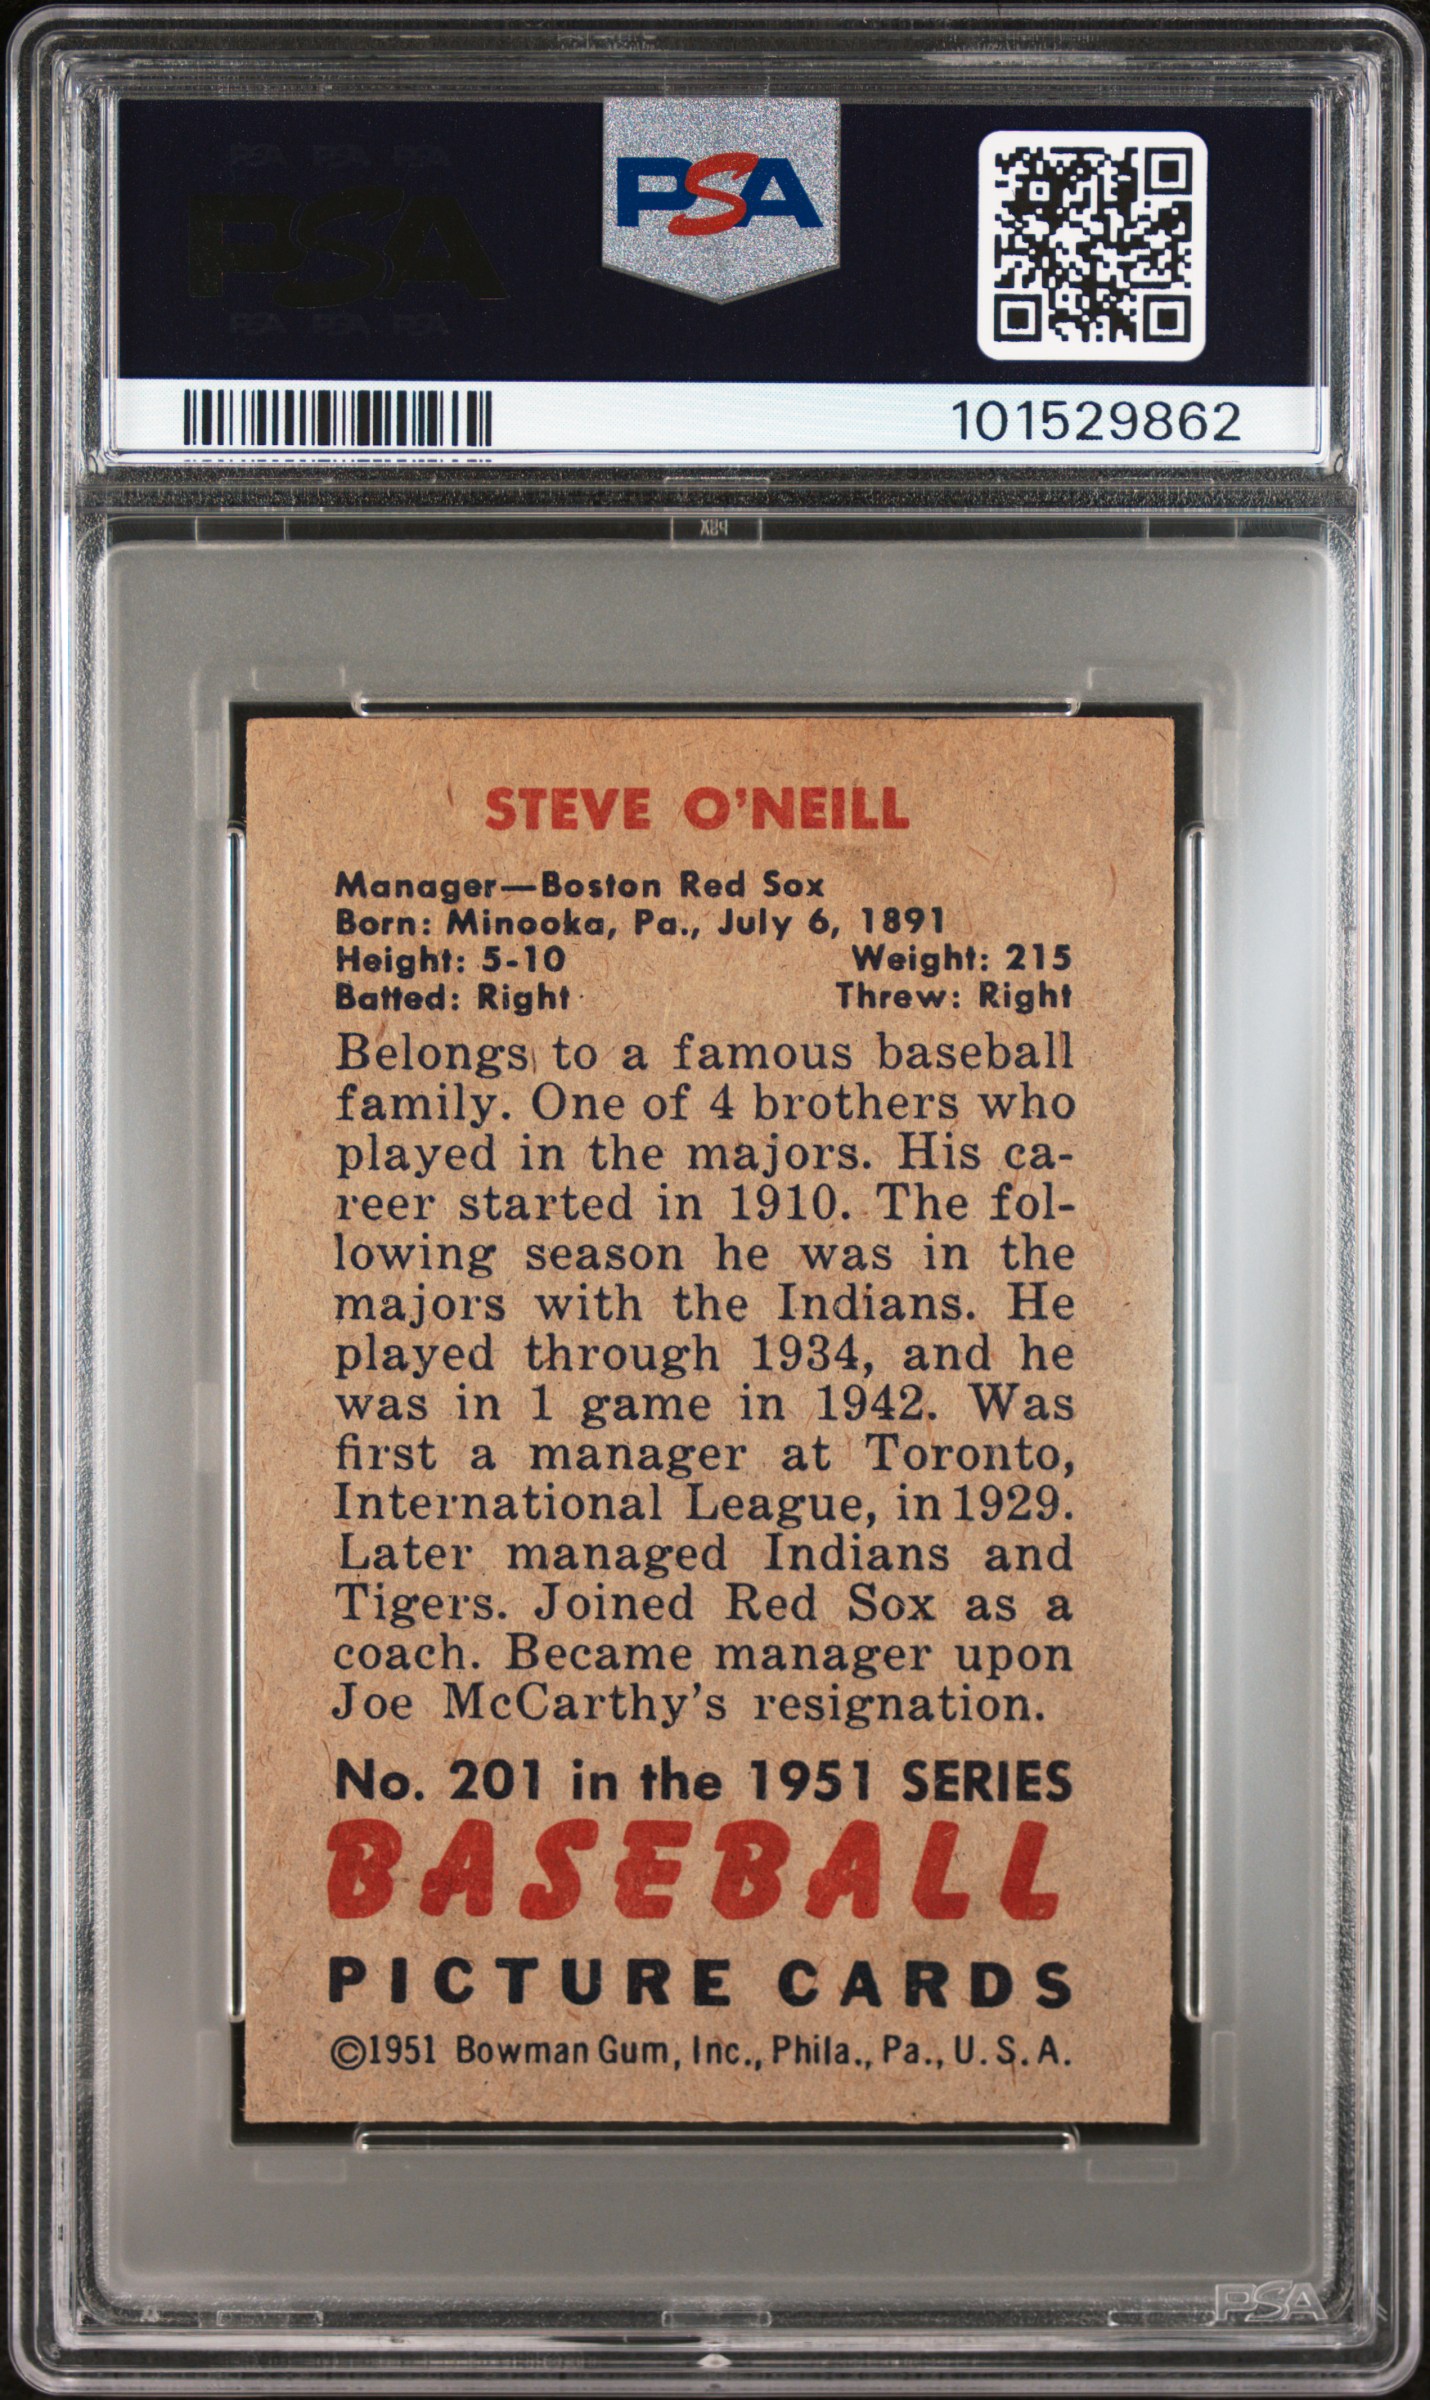 PSA
PSA
101529862
X84
STEVE O'NEILL
Manager—Boston Red Sox
Born: Minooka, Pa., July 6, 1891
Height: 5-10 Weight: 215
Batted: Right Threw: Right
Belongs to a famous baseball
family. One of 4 brothers who
played in the majors. His ca-
reer started in 1910. The fol-
lowing season he was in the
majors with the Indians. He
played through 1934, and he
was in 1 game in 1942. Was
first a manager at Toronto,
International League, in 1929.
Later managed Indians and
Tigers. Joined Red Sox as a
coach. Became manager upon
Joe McCarthy's resignation.
No. 201 in the 1951 SERIES
BASEBALL
PICTURE CARDS
©1951 Bowman Gum, Inc., Phila., Pa., U.S.A.
PSA